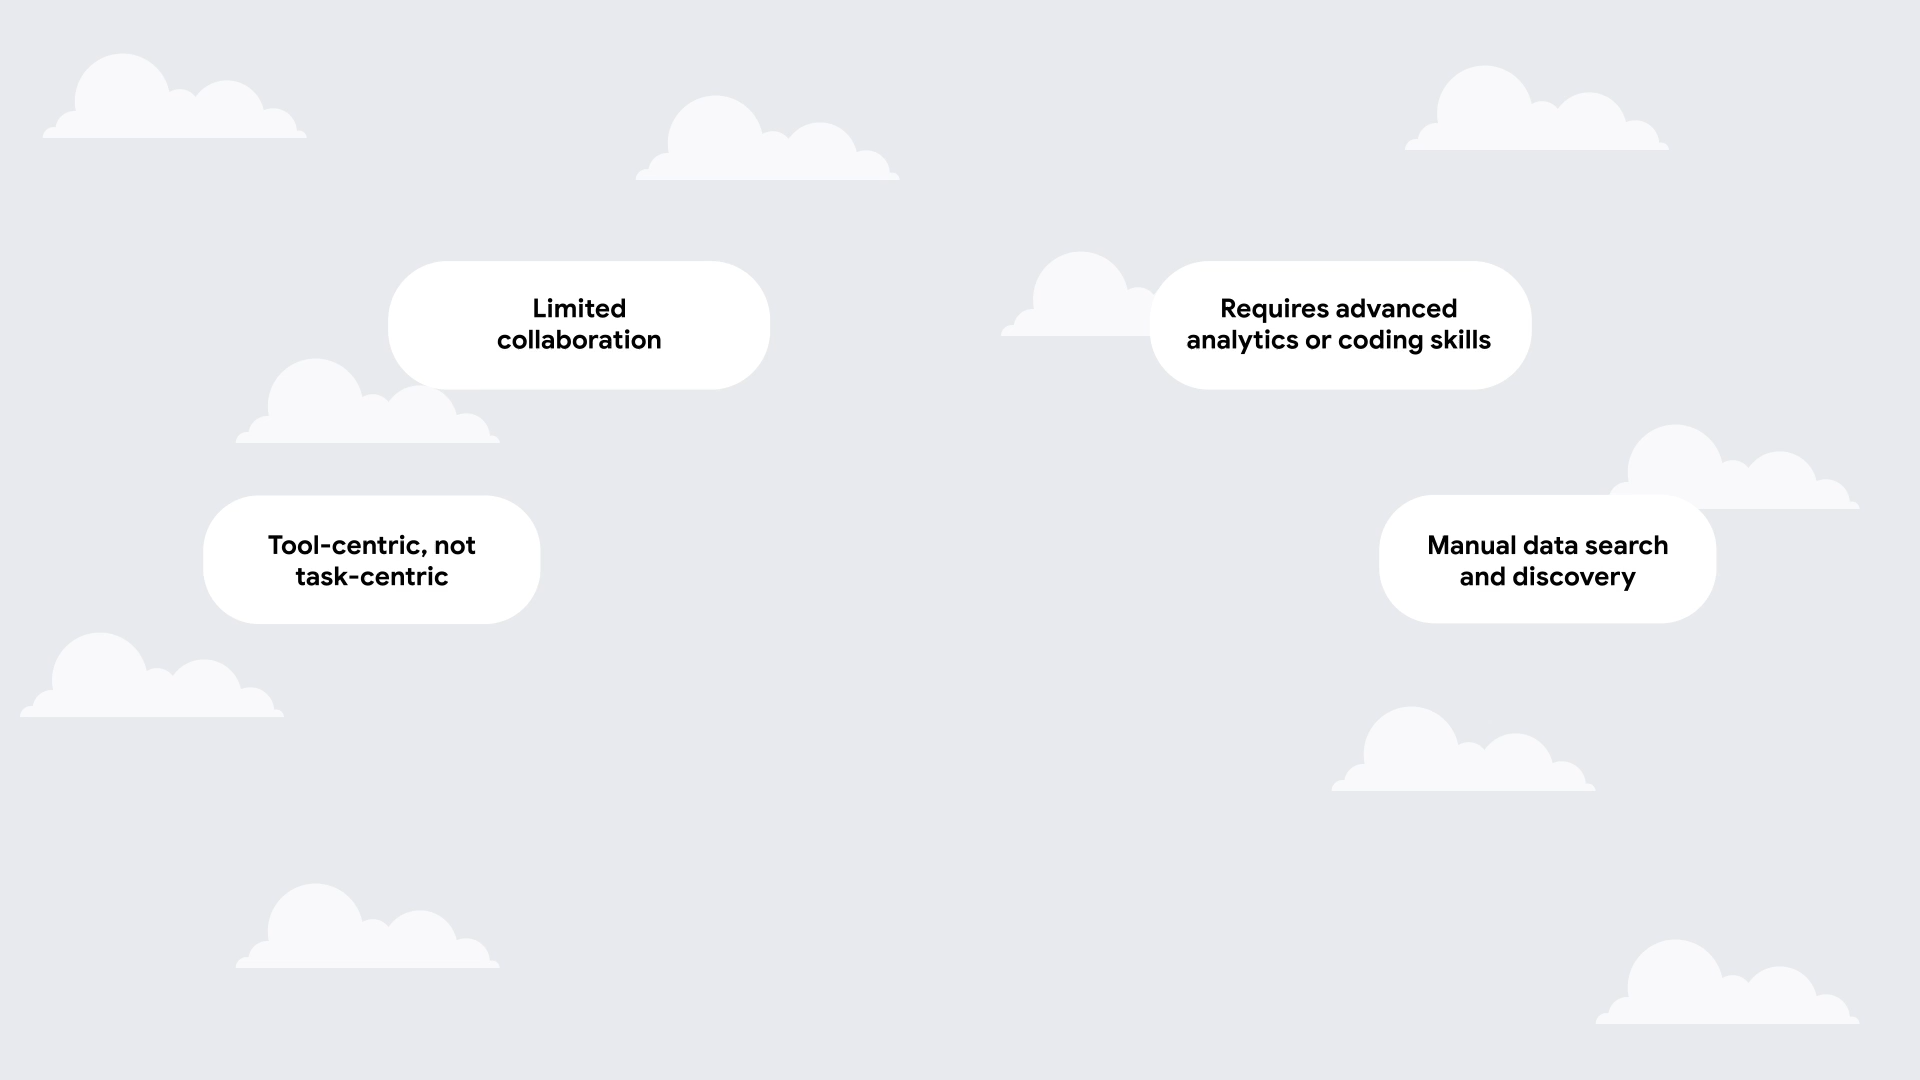 Limited
collaboration
Requires advanced
analytics or coding skills
Tool-centric, not
task-centric
Manual data search
and discovery